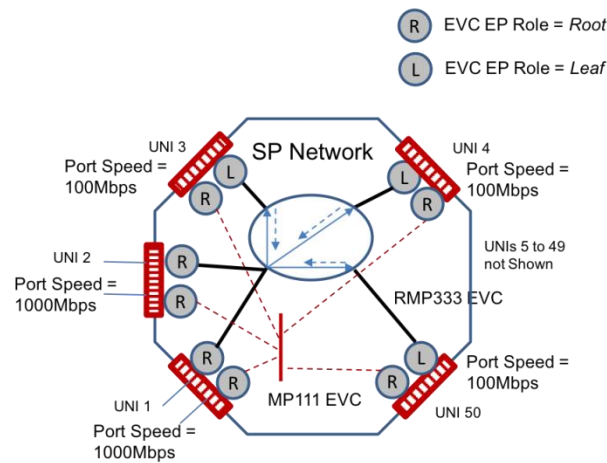 R EVC EP Role = Root
L EVC EP Role = Leaf
UNI 3
SP Network
UNI 4
Port Speed =
100Mbps
L
R
L
R
Port Speed =
100Mbps
UNI 2
R
UNIs 5 to 49
not Shown
Port Speed =
1000Mbps
R
RMP333 EVC
R
R
R
L
Port Speed =
100Mbps
UNI 1
MP111 EVC
UNI 50
Port Speed =
1000Mbps